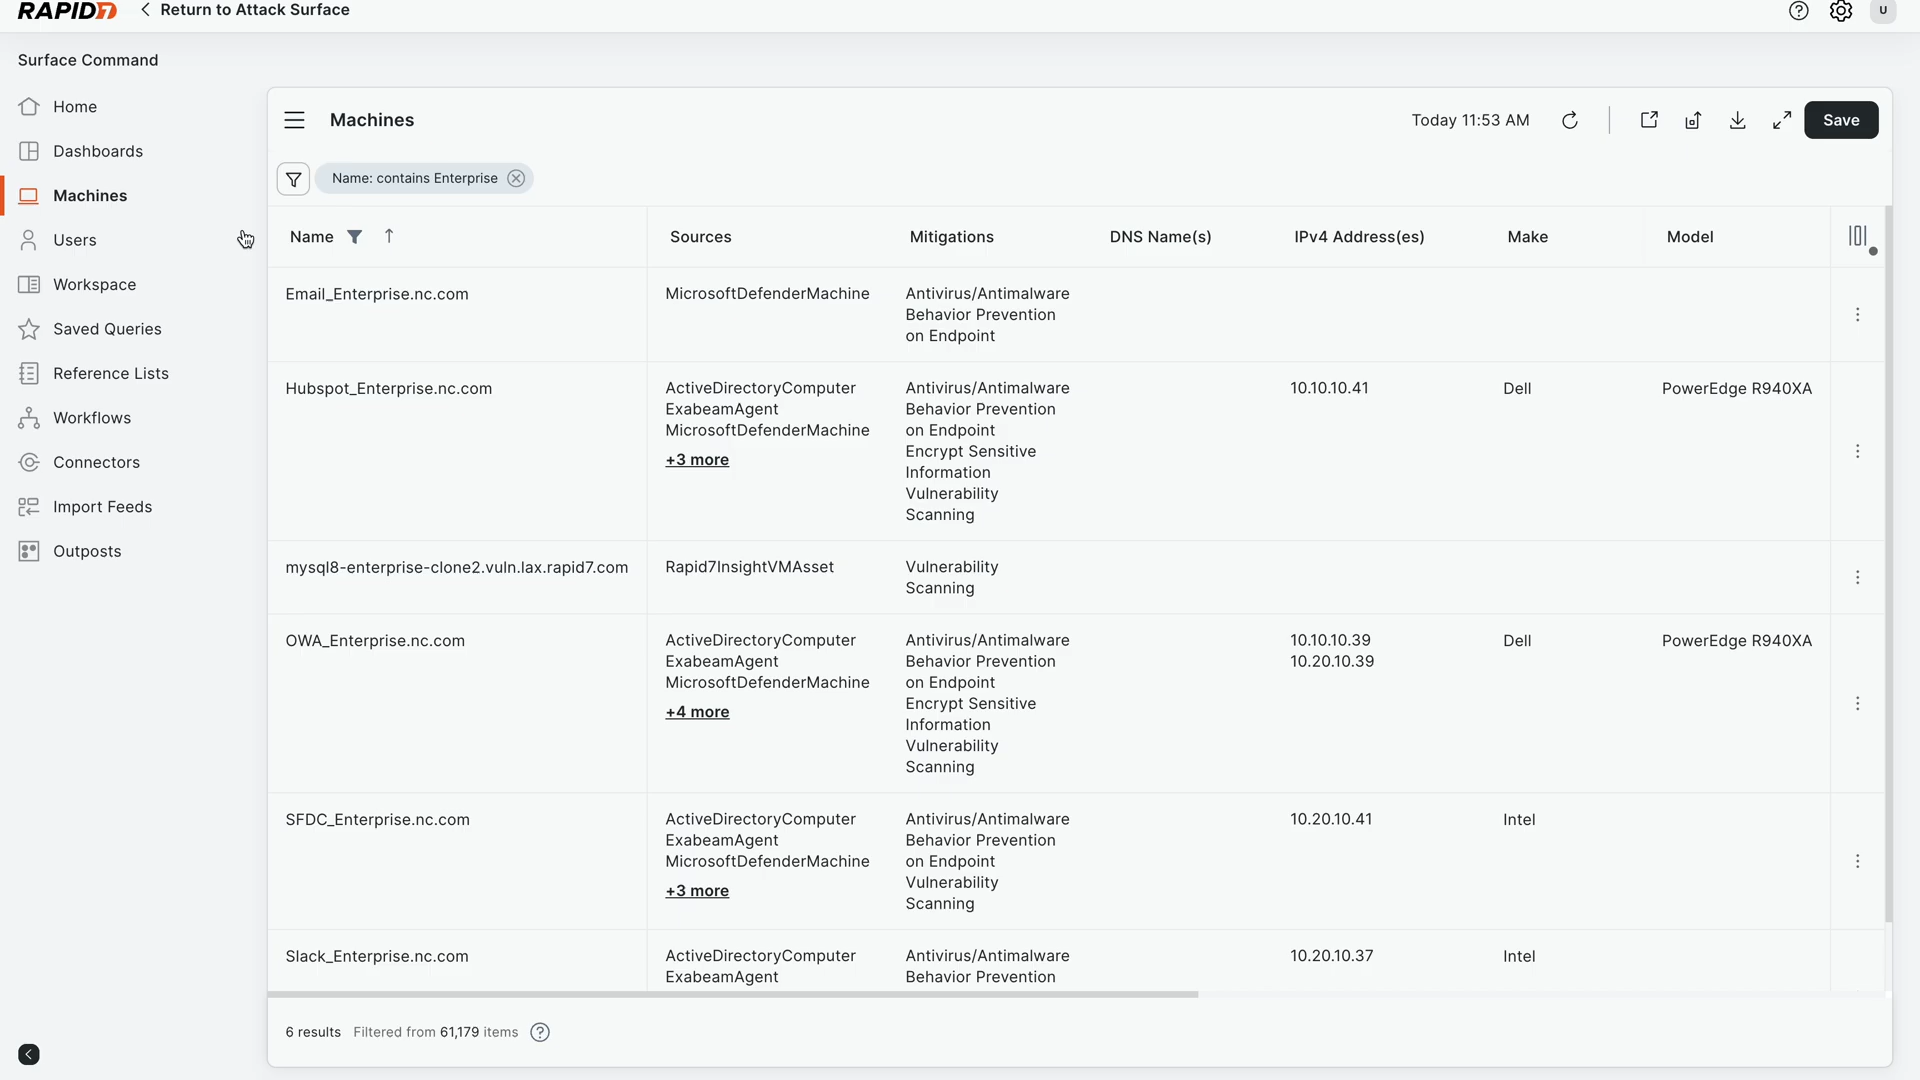 RAPID7
Return to Attack Surface
U
Surface Command
Home
Dashboards
Machines
Users
Workspace
Saved Queries
Reference Lists
Workflows
Connectors
Import Feeds
Outposts
Machines
Today 11:53 AM
Save
Name: contains Enterprise
Name Sources Mitigations DNS Name(s) IPv4 Address(es) Make Model
Email_Enterprise.nc.com MicrosoftDefenderMachine Antivirus/Antimalware
Behavior Prevention
on Endpoint
Hubspot_Enterprise.nc.com ActiveDirectoryComputer Antivirus/Antimalware 10.10.10.41 Dell PowerEdge R940XA
ExabeamAgent Behavior Prevention
MicrosoftDefenderMachine on Endpoint
+3 more Encrypt Sensitive
Information
Vulnerability
Scanning
mysql8-enterprise-clone2.vuln.lax.rapid7.com Rapid7InsightVMAsset Vulnerability
Scanning
OWA_Enterprise.nc.com ActiveDirectoryComputer Antivirus/Antimalware 10.10.10.39 Dell PowerEdge R940XA
ExabeamAgent Behavior Prevention 10.20.10.39
MicrosoftDefenderMachine on Endpoint
+4 more Encrypt Sensitive
Information
Vulnerability
Scanning
SFDC_Enterprise.nc.com ActiveDirectoryComputer Antivirus/Antimalware 10.20.10.41 Intel
ExabeamAgent Behavior Prevention
MicrosoftDefenderMachine on Endpoint
+3 more Vulnerability
Scanning
Slack_Enterprise.nc.com ActiveDirectoryComputer Antivirus/Antimalware 10.20.10.37 Intel
ExabeamAgent Behavior Prevention
6 results Filtered from 61,179 items